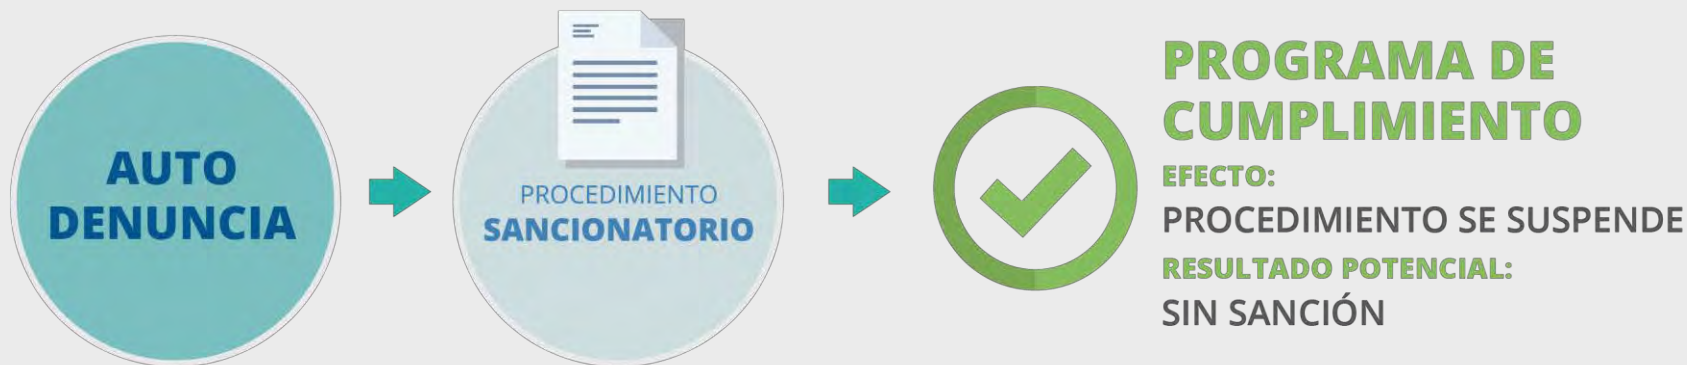 AUTO
DENUNCIA
PROCEDIMIENTO
SANCIONATORIO
PROGRAMA DE
CUMPLIMIENTO
EFECTO:
PROCEDIMIENTO SE SUSPENDE
RESULTADO POTENCIAL:
SIN SANCIÓN